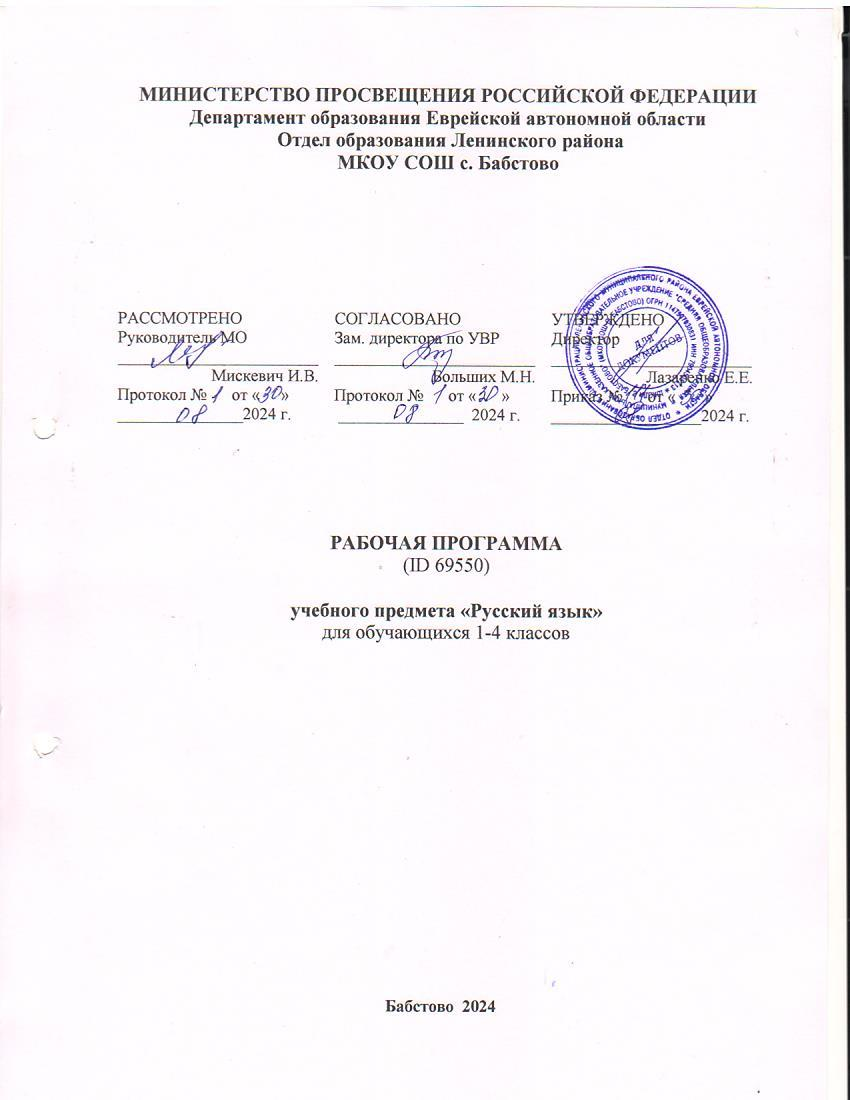 МИНИСТЕРСТВО ПРОСВЕЩЕНИЯ РОССИЙСКОЙ ФЕДЕРАЦИИ
Департамент образования Еврейской автономной области
Отдел образования Ленинского района
МКОУ СОШ с. Бабстово
РАССМОТРЕНО
Руководитель МО
Мискевич И.В.
Протокол № 1 от «30»
08 2024 г.
СОГЛАСОВАНО
Зам. директора по УВР
Больших М.Н.
Протокол № 1 от «30»
08 2024 г.
УТВЕРЖДЕНО
Директор
Лазаренко Е.Е.
Приказ № от «
2024 г.
ДЛЯ
ДОКУМЕНТОВ
РАБОЧАЯ ПРОГРАММА
(ID 69550)
учебного предмета «Русский язык»
для обучающихся 1-4 классов
Бабстово 2024